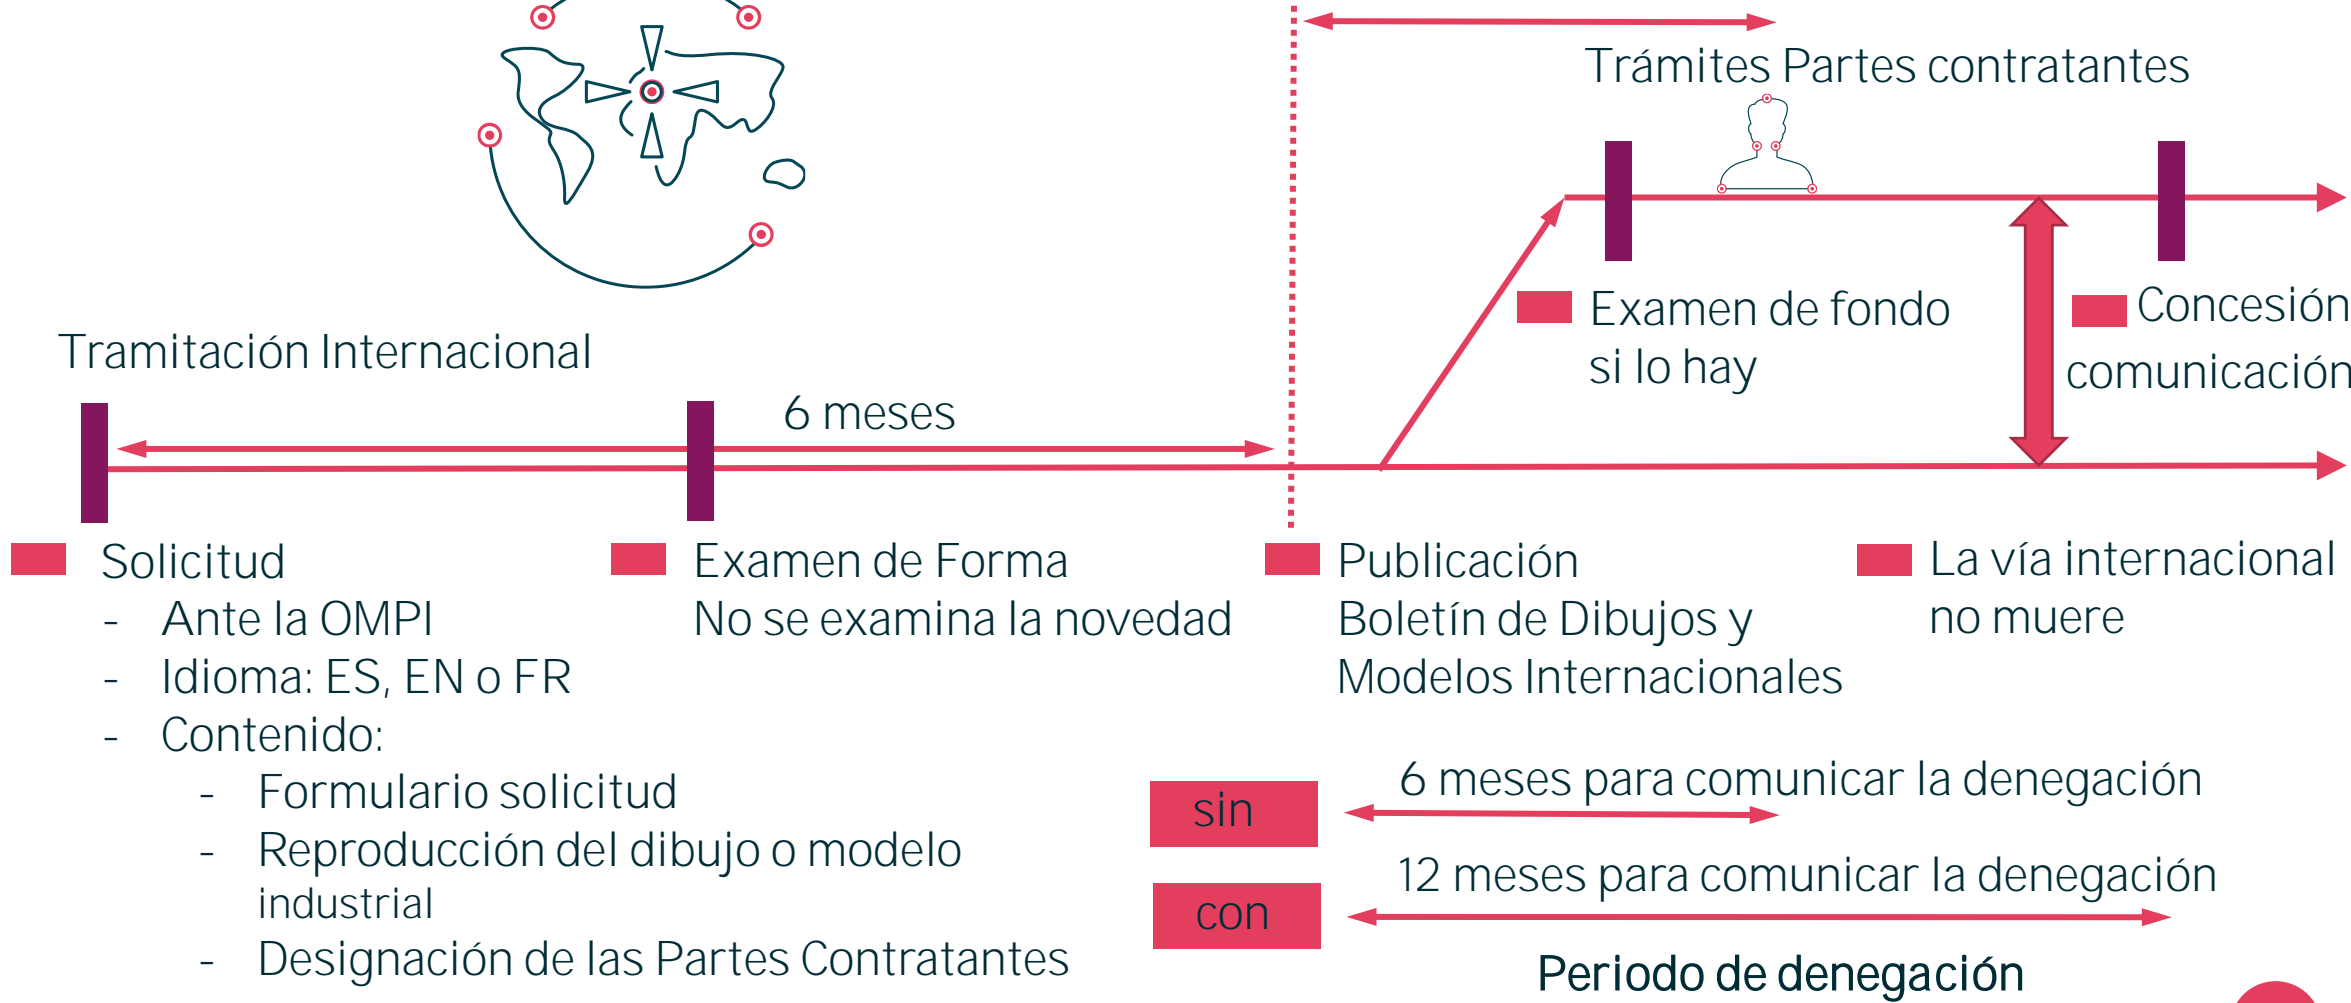 Trámites Partes contratantes
Examen de fondo
si lo hay
Concesión
comunicación
Tramitación Internacional
6 meses
Solicitud
- Ante la OMPI
- Idioma: ES, EN o FR
- Contenido:
- Formulario solicitud
- Reproducción del dibujo o modelo
industrial
- Designación de las Partes Contratantes
Examen de Forma
No se examina la novedad
Publicación
Boletín de Dibujos y
Modelos Internacionales
La vía internacional
no muere
sin
6 meses para comunicar la denegación
con
12 meses para comunicar la denegación
Periodo de denegación